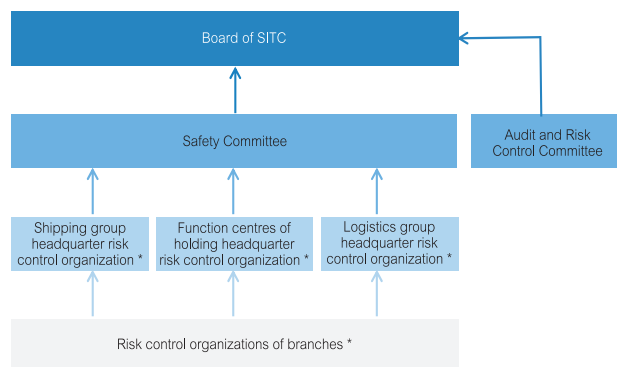 Board of SITC
Safety Committee
Audit and Risk
Control Committee
Shipping group
headquarter risk
control organization *
Function centres of
holding headquarter
risk control organization *
Logistics group
headquarter risk
control organization *
Risk control organizations of branches *